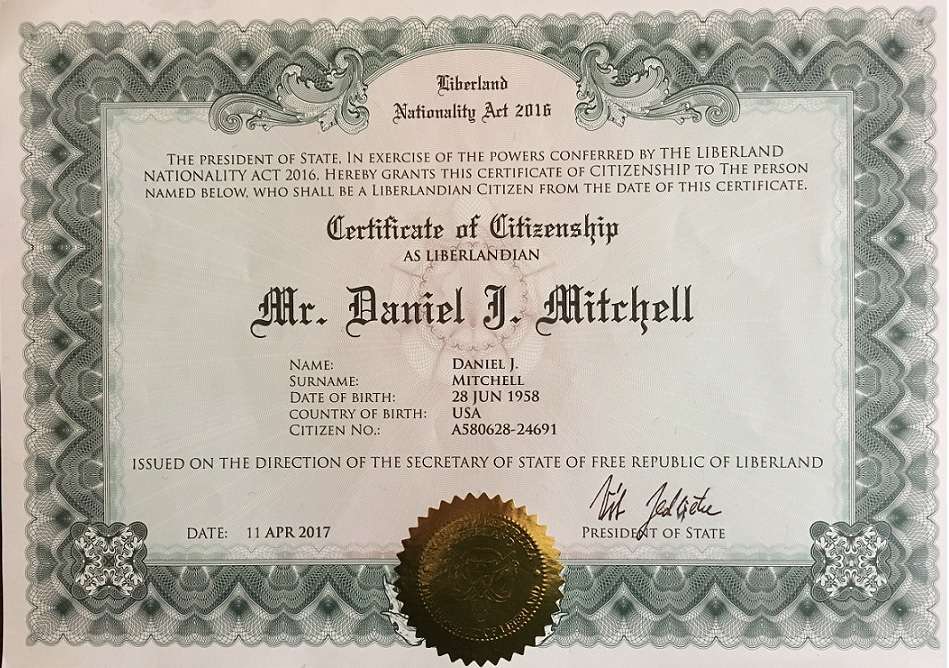 Liberland
Nationality Act 2016
THE PRESIDENT OF STATE, IN EXERCISE OF THE POWERS CONFERRED BY THE LIBERLAND
NATIONALITY ACT 2016. HEREBY GRANTS THIS CERTIFICATE OF CITIZENSHIP TO THE PERSON
NAMED BELOW, WHO SHALL BE A LIBERLANDIAN CITIZEN FROM THE DATE OF THIS CERTIFICATE.
Certificate of Citizenship
AS LIBERLANDIAN
Mr. Daniel J. Mitchell
NAME: DANIEL J.
SURNAME: MITCHELL
DATE OF BIRTH: 28 JUN 1958
COUNTRY OF BIRTH: USA
CITIZEN NO.: A580628-24691
ISSUED ON THE DIRECTION OF THE SECRETARY OF STATE OF FREE REPUBLIC OF LIBERLAND
DATE: 11 APR 2017
PRESIDENT OF STATE